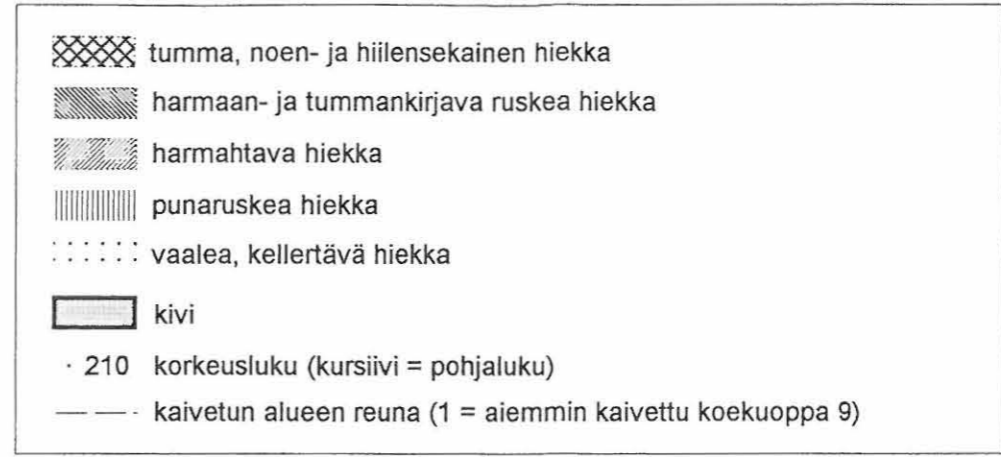 tumma, noen- ja hiilensekainen hiekka
harmaan- ja tummankirjava ruskea hiekka
harmahtava hiekka
punaruskea hiekka
vaalea, kellertävä hiekka
kivi
· 210 korkeusluku (kursiivi = pohjaluku)
kaivetun alueen reuna (1 = aiemmin kaivettu koekuoppa 9)